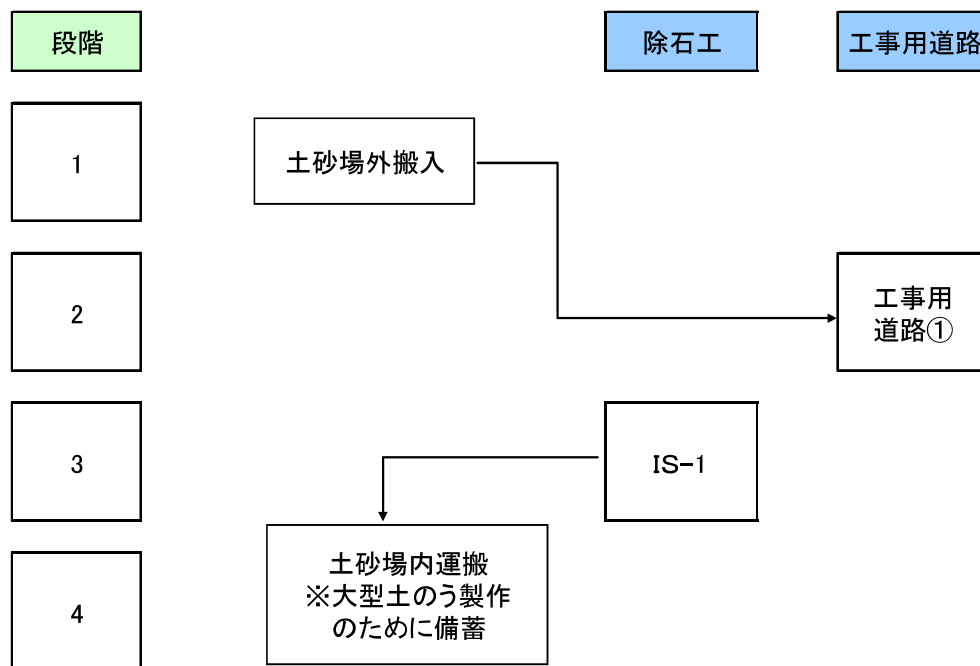 段階
除石工
工事用道路
1
土砂場外搬入
2
工事用
道路①
3
IS-1
土砂場内運搬
※大型土のう製作
のために備蓄
4